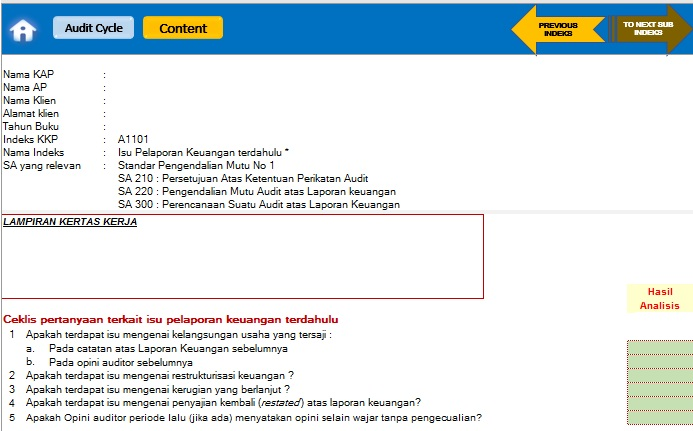 Audit Cycle
Content
PREVIOUS
INDEKS
TO NEXT SUB
INDEKS
Nama KAP :
Nama AP :
Nama Klien :
Alamat klien :
Tahun Buku :
Indeks KKP : A1101
Nama Indeks : Isu Pelaporan Keuangan terdahulu *
SA yang relevan : Standar Pengendalian Mutu No 1
SA 210 : Persetujuan Atas Ketentuan Perikatan Audit
SA 220 : Pengendalian Mutu Audit atas Laporan keuangan
SA 300 : Perencanaan Suatu Audit atas Laporan Keuangan
LAMPIRAN KERTAS KERJA
Hasil
Analisis
Ceklis pertanyaan terkait isu pelaporan keuangan terdahulu
1 Apakah terdapat isu mengenai kelangsungan usaha yang tersaji :
a. Pada catatan atas Laporan Keuangan sebelumnya
b. Pada opini auditor sebelumnya
2 Apakah terdapat isu mengenai restrukturisasi keuangan ?
3 Apakah terdapat isu mengenai kerugian yang berlanjut ?
4 Apakah terdapat isu mengenai penyajian kembali (restated) atas laporan keuangan?
5 Apakah Opini auditor periode lalu (jika ada) menyatakan opini selain wajar tanpa pengecualian?